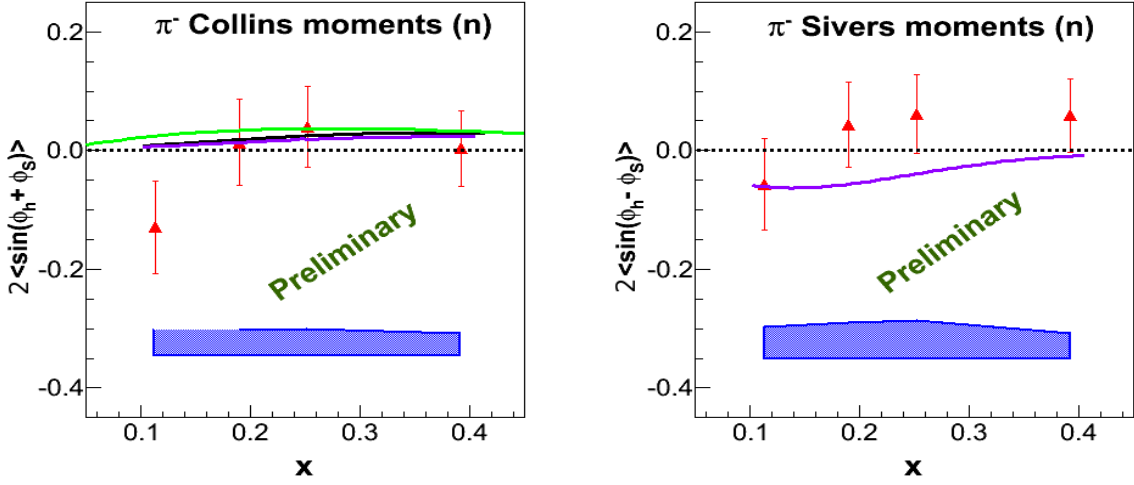 π- Collins moments (n)
2 <sin(ϕh + ϕS)>
0.2
0.0
-0.2
-0.4
Preliminary
0.1 0.2 0.3 0.4
x
π- Sivers moments (n)
2 <sin(ϕh - ϕS)>
0.2
0.0
-0.2
-0.4
Preliminary
0.1 0.2 0.3 0.4
x